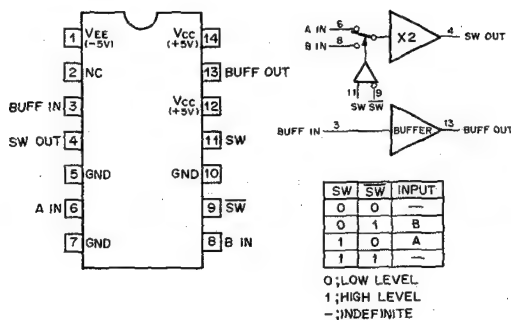 1 VEE (-5V)
2 NC
BUFF IN 3
SW OUT 4
5 GND
A IN 6
7 GND
VCC (+5V) 14
13 BUFF OUT
VCC (+5V) 12
11 SW
GND 10
9 S̅W̅
8 B IN
A IN 6
B IN 8
X2
4 SW OUT
11 9
SW S̅W̅
BUFF IN 3 BUFFER 13 BUFF OUT
SW S̅W̅ INPUT
0 0 —
0 1 B
1 0 A
1 1 —
0;LOW LEVEL
1;HIGH LEVEL
-;INDEFINITE